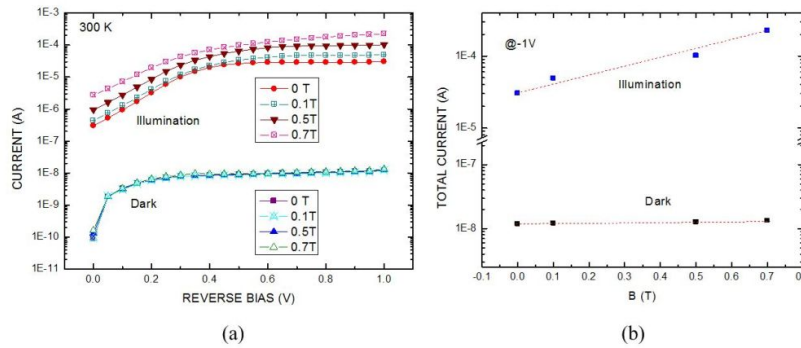 300 K
1E-3
1E-4
1E-5
1E-6
1E-7
1E-8
1E-9
1E-10
1E-11
CURRENT (A)
Illumination
0 T
0.1T
0.5T
0.7T
Dark
0 T
0.1T
0.5T
0.7T
0.0 0.2 0.4 0.6 0.8 1.0
REVERSE BIAS (V)
(a)
B
@-1V
1E-4
1E-5
1E-7
1E-8
TOTAL CURRENT (A)
Illumination
Dark
-0.1 0.0 0.1 0.2 0.3 0.4 0.5 0.6 0.7 0.8
B (T)
(b)